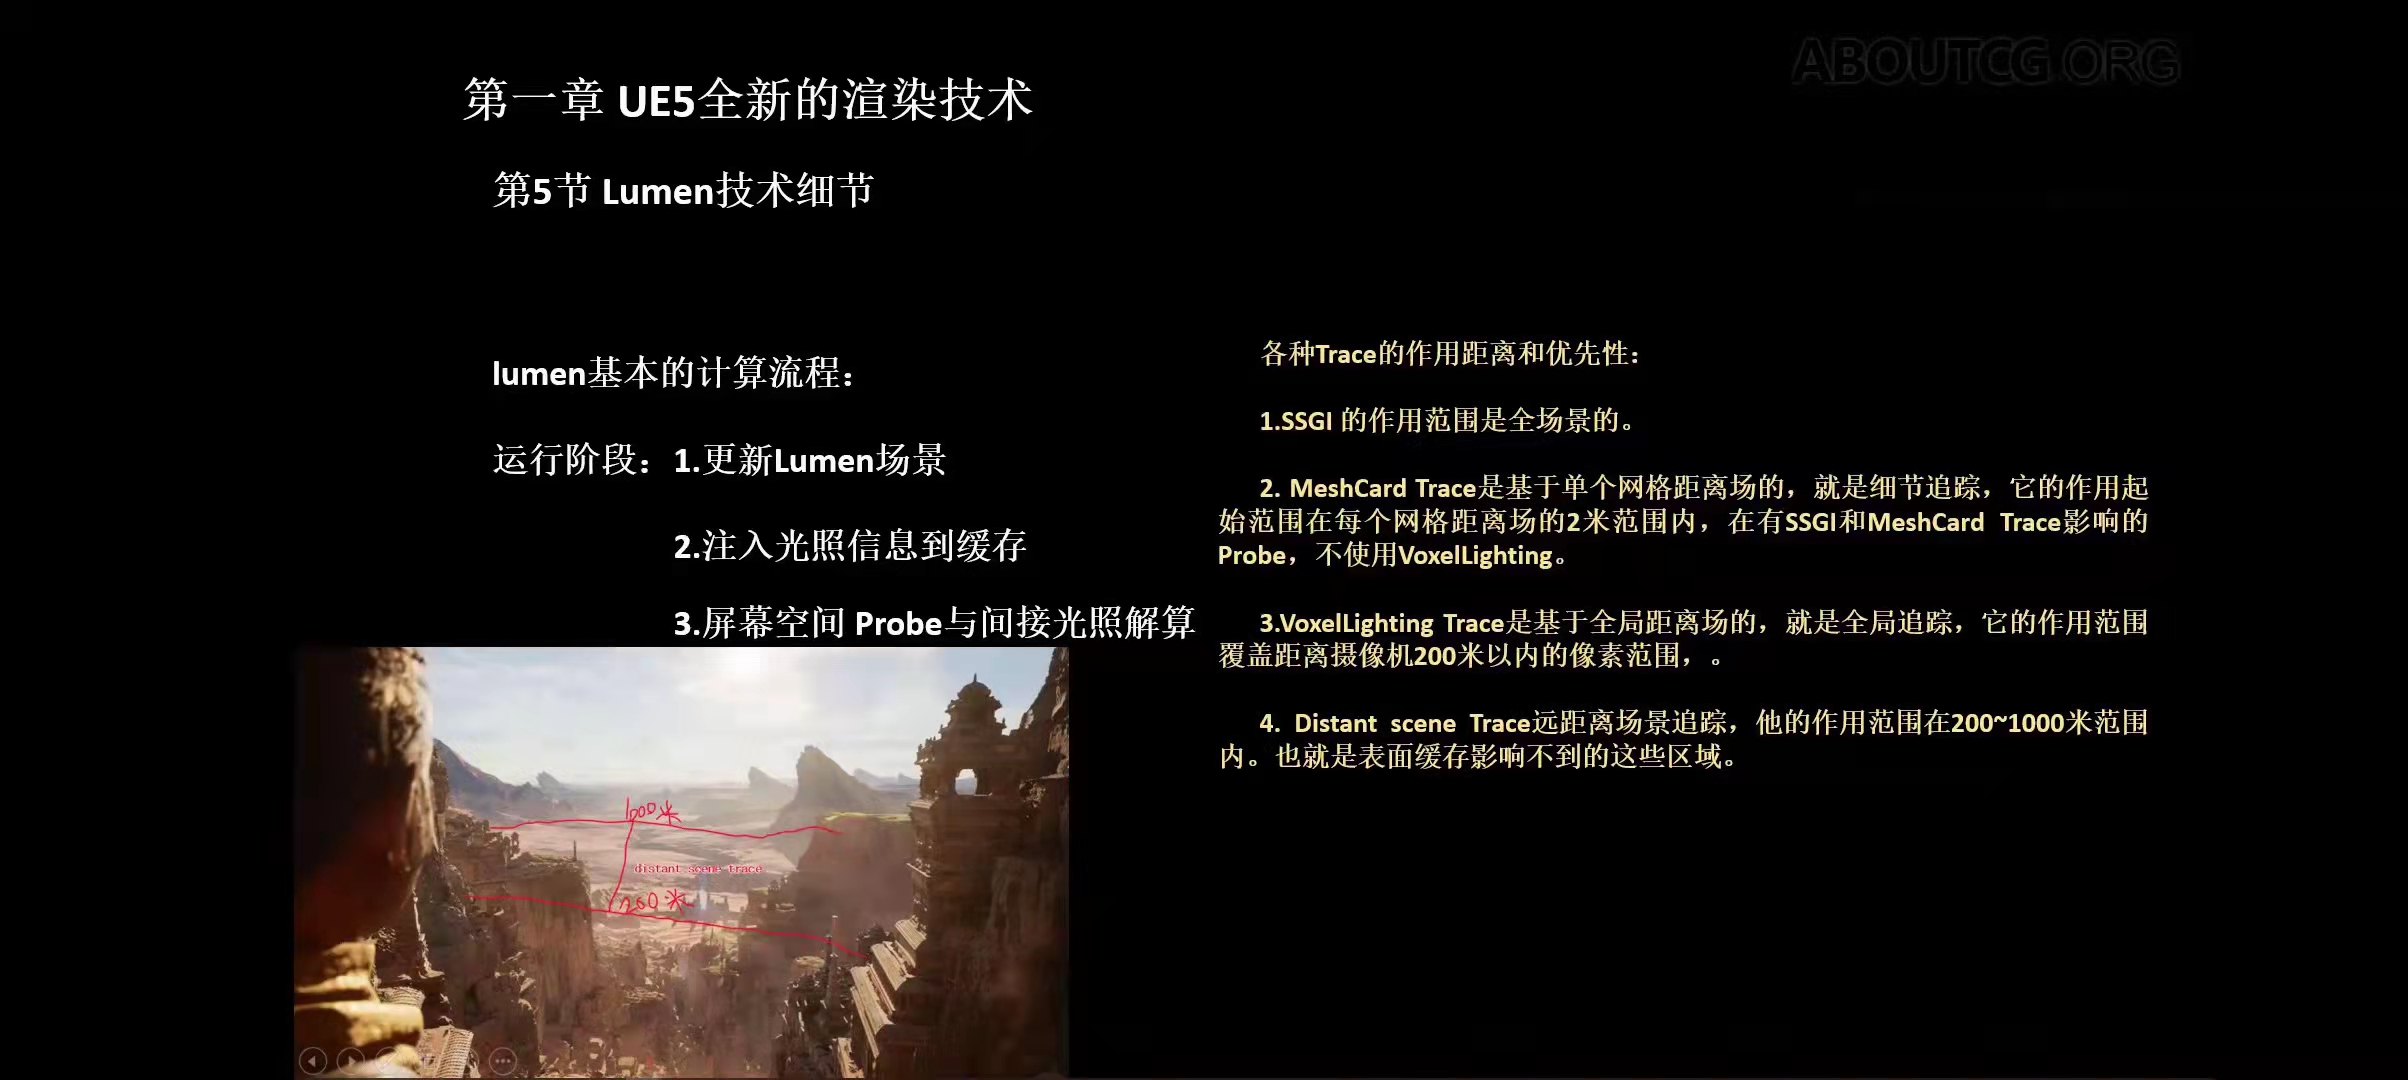 ABOUTCG.ORG
第一章 UE5全新的渲染技术
第5节 Lumen技术细节
lumen基本的计算流程：
运行阶段：1.更新Lumen场景
2.注入光照信息到缓存
3.屏幕空间 Probe与间接光照解算
各种Trace的作用距离和优先性：
1.SSGI 的作用范围是全场景的。
2. MeshCard Trace是基于单个网格距离场的，就是细节追踪，它的作用起
始范围在每个网格距离场的2米范围内，在有SSGI和MeshCard Trace影响的
Probe，不使用VoxelLighting。
3.VoxelLighting Trace是基于全局距离场的，就是全局追踪，它的作用范围
覆盖距离摄像机200米以内的像素范围，。
4. Distant scene Trace远距离场景追踪，他的作用范围在200~1000米范围
内。也就是表面缓存影响不到的这些区域。
1000米
distant scene trace
200米